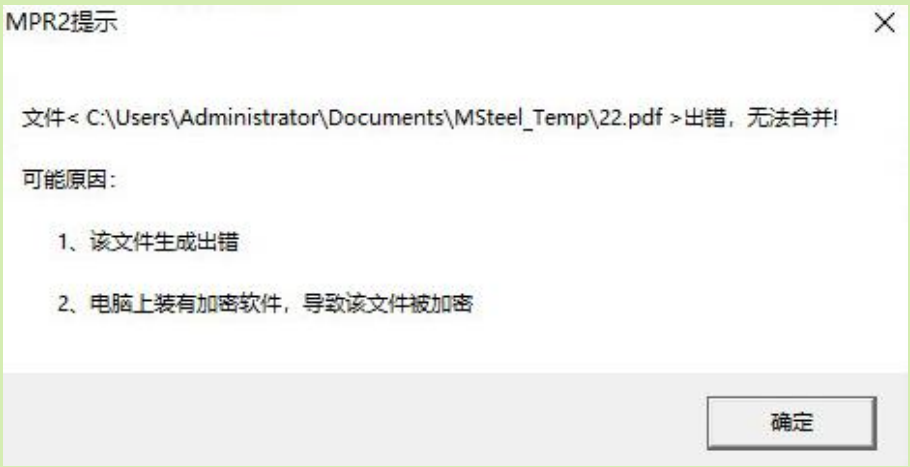 MPR2提示
文件< C:\Users\Administrator\Documents\MSteel_Temp\22.pdf >出错，无法合并!
可能原因：
1、该文件生成出错
2、电脑上装有加密软件，导致该文件被加密
确定